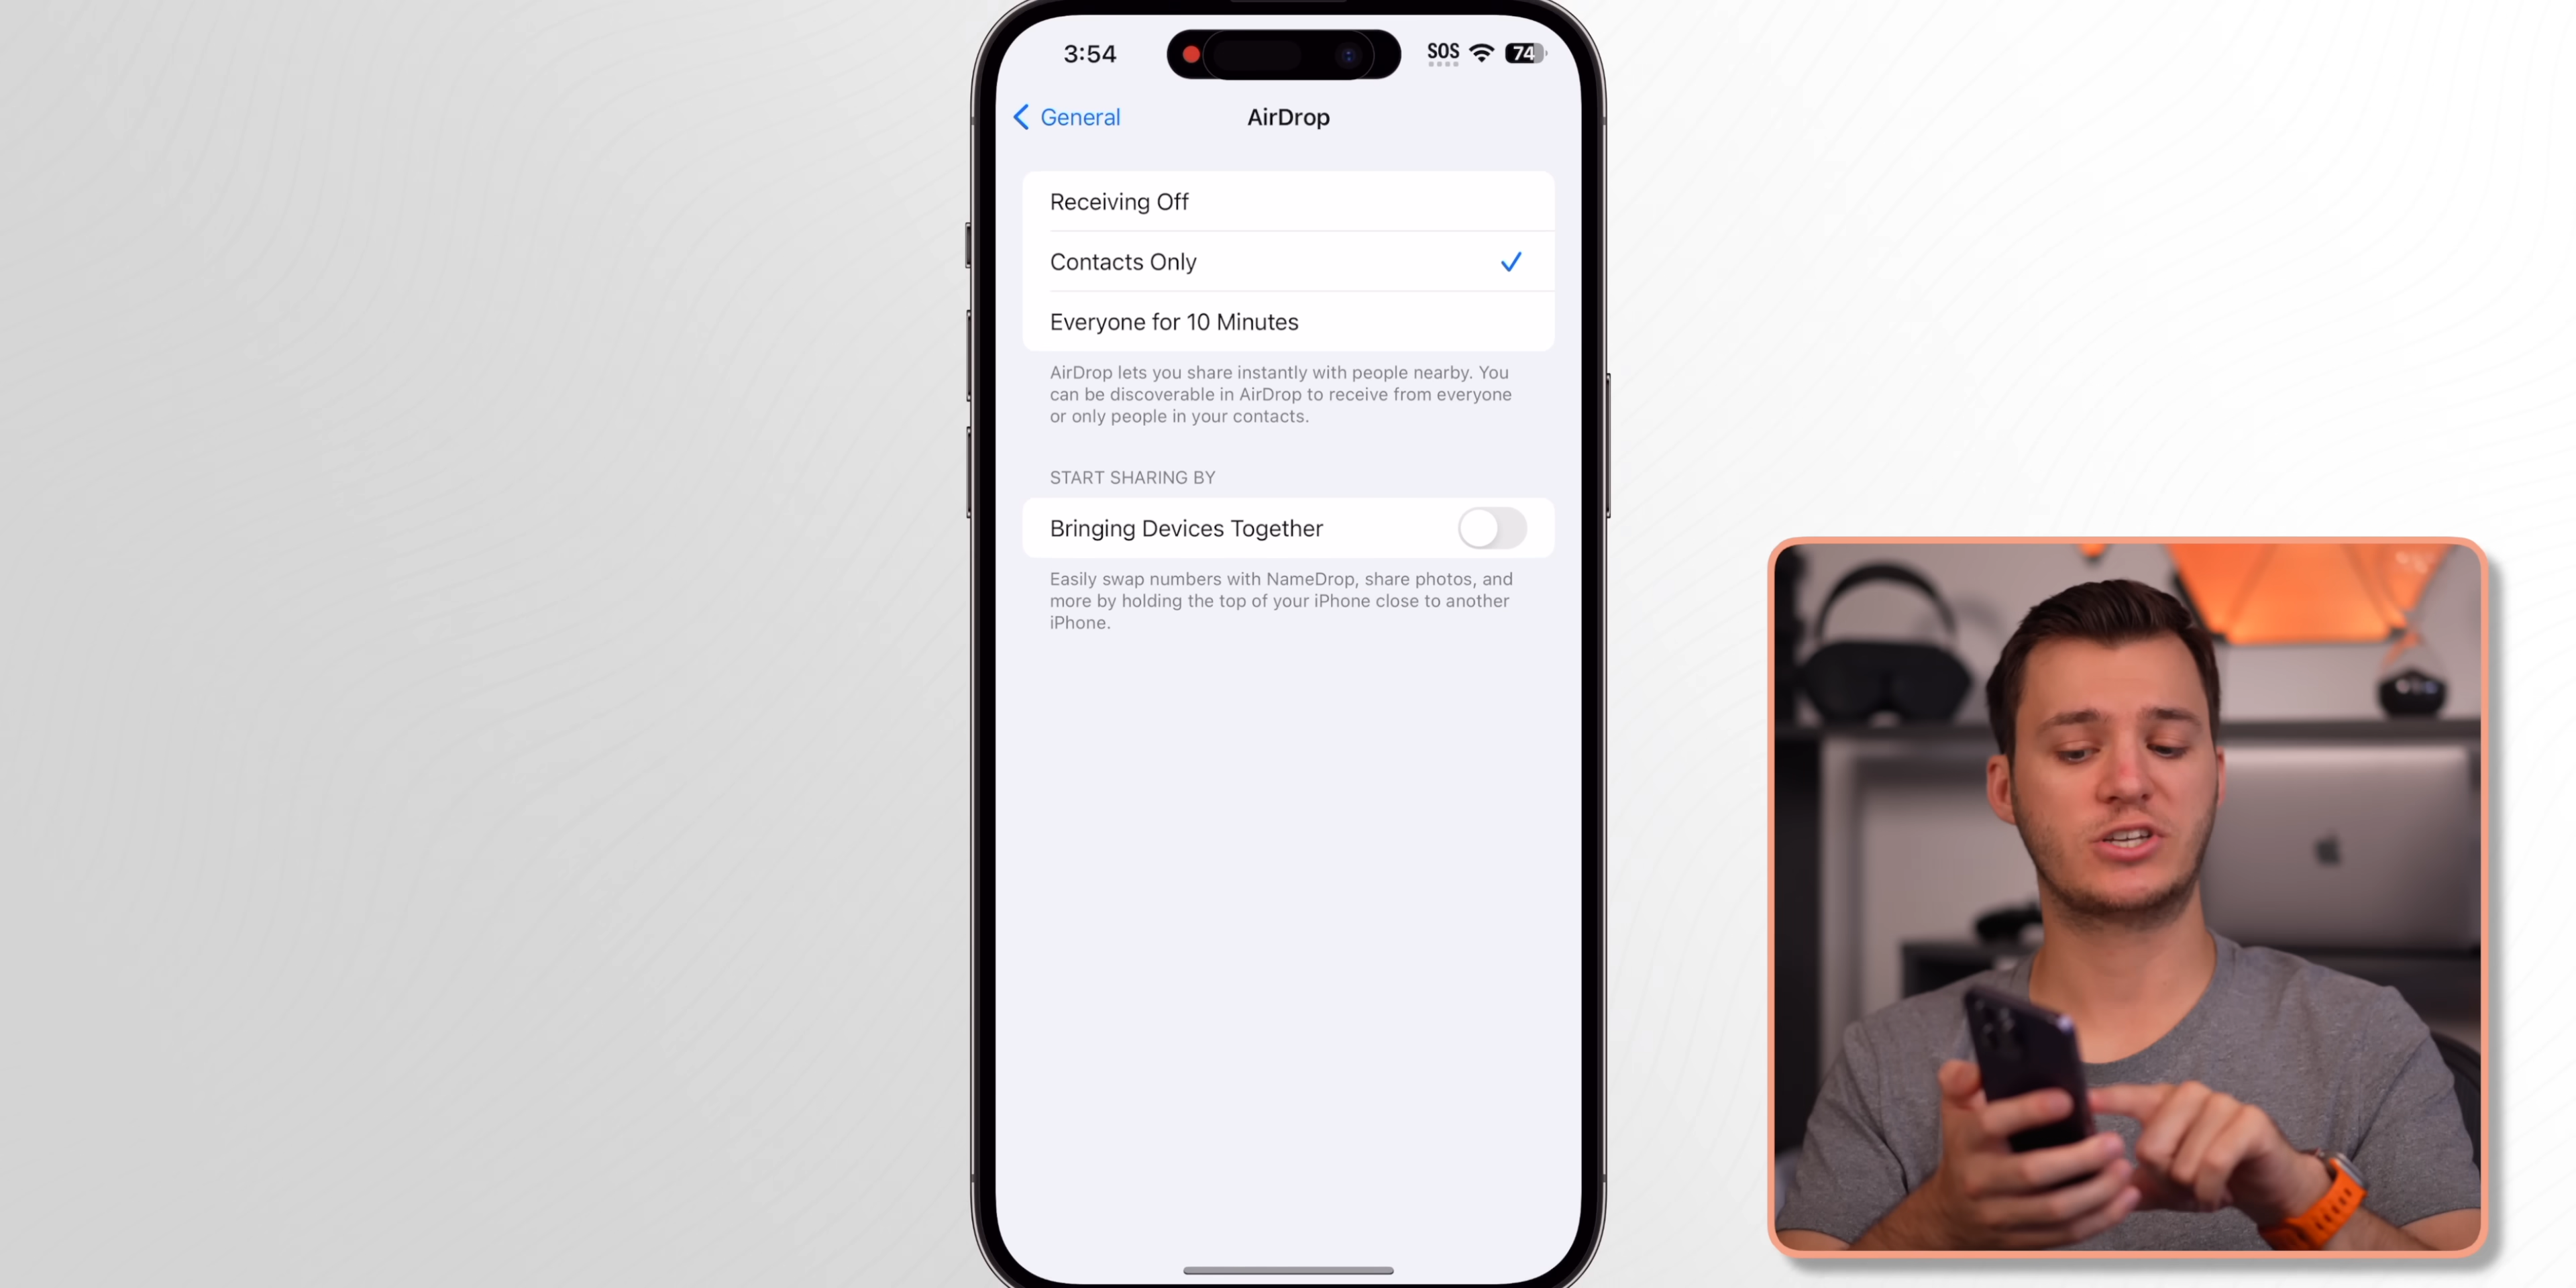 3:54
SOS
74
General
AirDrop
Receiving Off
Contacts Only
Everyone for 10 Minutes
AirDrop lets you share instantly with people nearby. You
can be discoverable in AirDrop to receive from everyone
or only people in your contacts.
START SHARING BY
Bringing Devices Together
Easily swap numbers with NameDrop, share photos, and
more by holding the top of your iPhone close to another
iPhone.